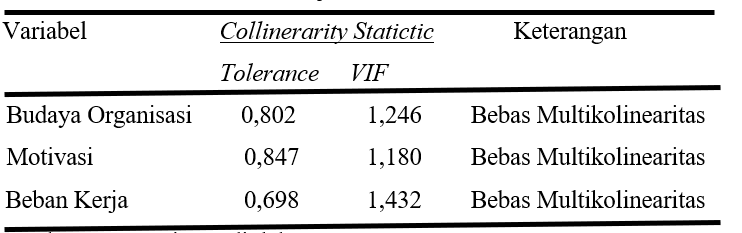 Variabel Collinerarity Statictic Keterangan
Tolerance VIF
Budaya Organisasi 0,802 1,246 Bebas Multikolinearitas
Motivasi 0,847 1,180 Bebas Multikolinearitas
Beban Kerja 0,698 1,432 Bebas Multikolinearitas